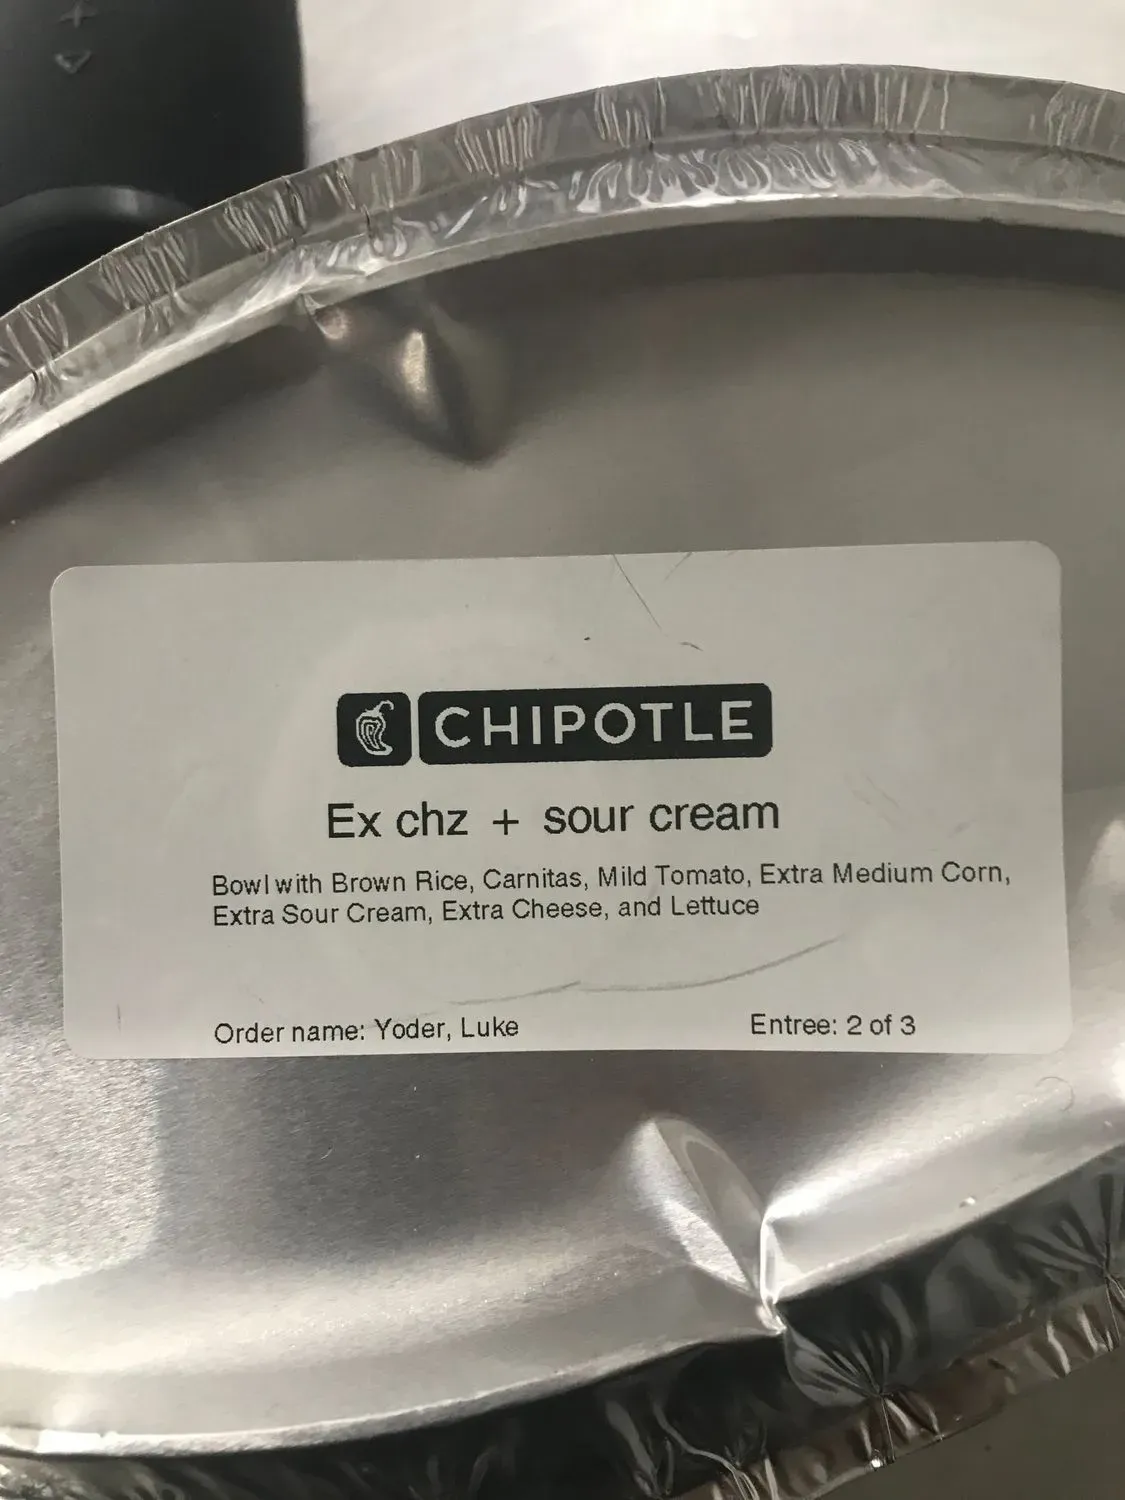 CHIPOTLE
Ex chz + sour cream
Bowl with Brown Rice, Carnitas, Mild Tomato, Extra Medium Corn,
Extra Sour Cream, Extra Cheese, and Lettuce
Order name: Yoder, Luke Entree: 2 of 3